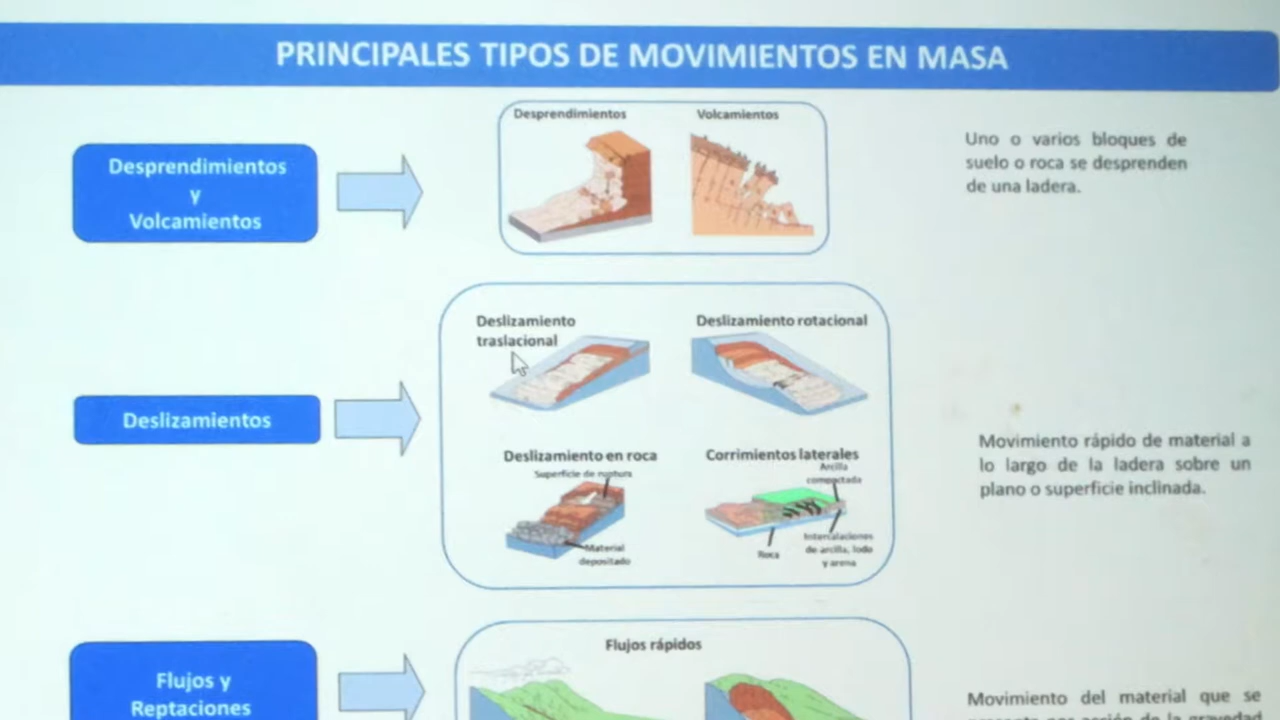 PRINCIPALES TIPOS DE MOVIMIENTOS EN MASA
Desprendimientos
y
Volcamientos
Desprendimientos
Volcamientos
Uno o varios bloques de
suelo o roca se desprenden
de una ladera.
Deslizamientos
Deslizamiento
traslacional
Deslizamiento rotacional
Deslizamiento en roca
Superficie de ruptura
Material
depositado
Corrimientos laterales
Arcilla
compactada
Roca
Intercalaciones
de arcilla, lodo
y arena
Movimiento rápido de material a
lo largo de la ladera sobre un
plano o superficie inclinada.
Flujos y
Reptaciones
Flujos rápidos
Movimiento del material que se